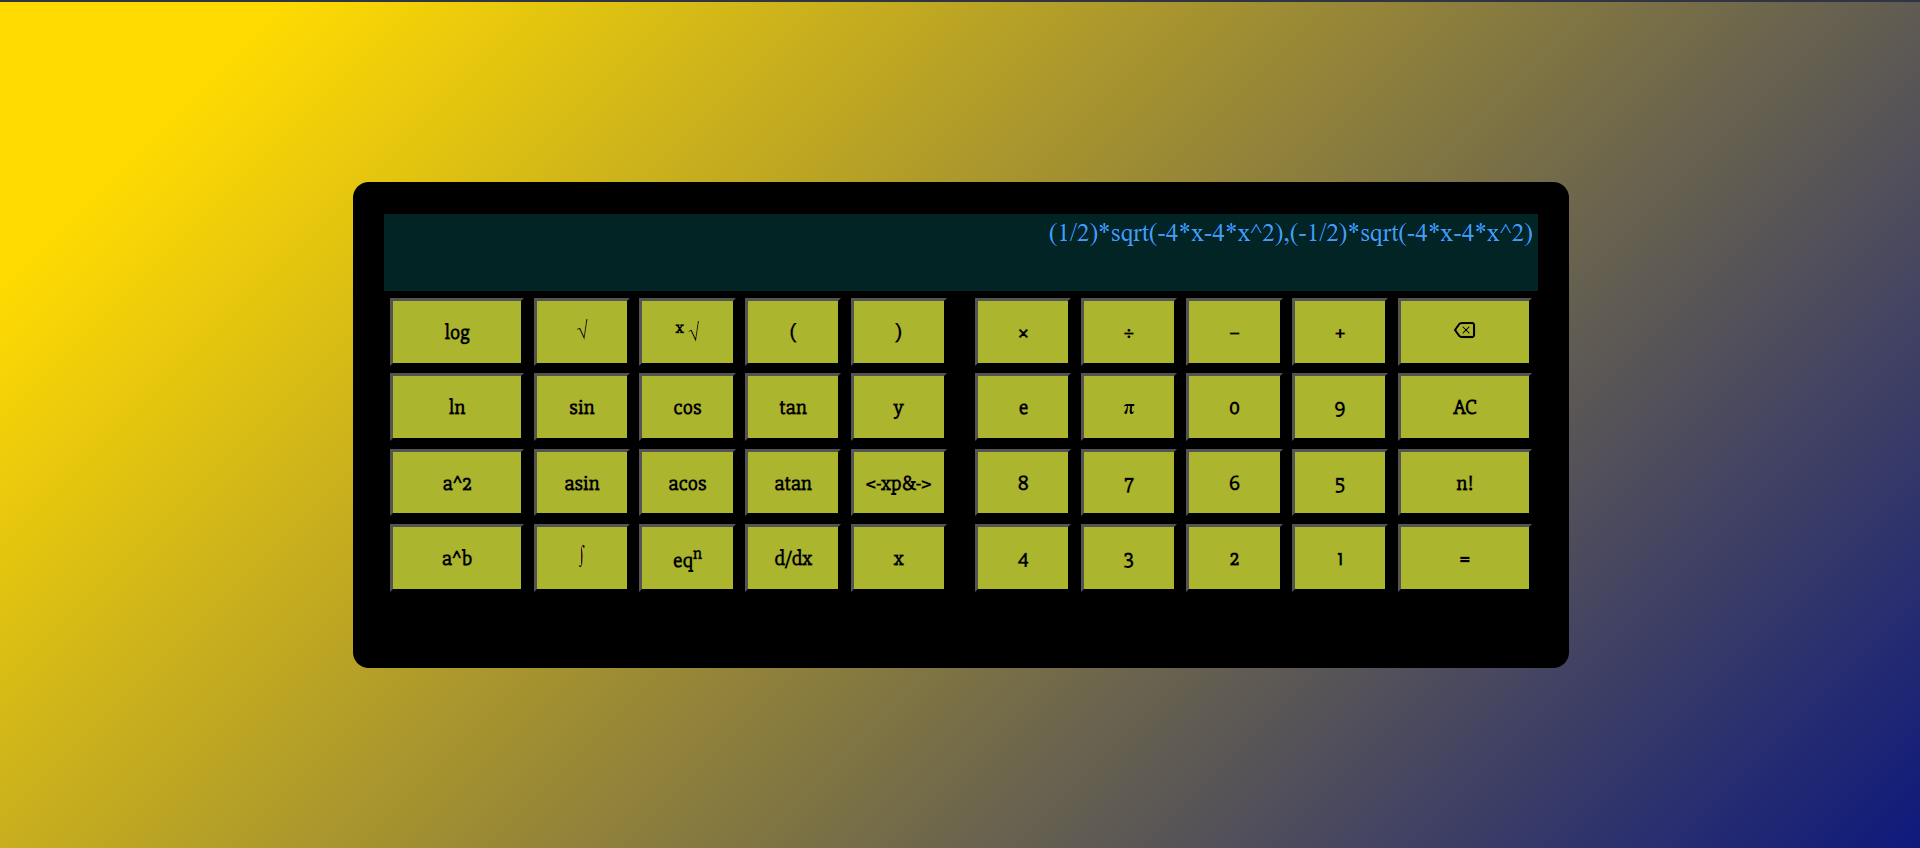 (1/2)*sqrt(-4*x-4*x^2),(-1/2)*sqrt(-4*x-4*x^2)
log √ ˣ√ ( ) × ÷ − +
ln sin cos tan y e π 0 9 AC
a^2 asin acos atan <-xp&-> 8 7 6 5 n!
a^b ∫ eqⁿ d/dx x 4 3 2 1 =